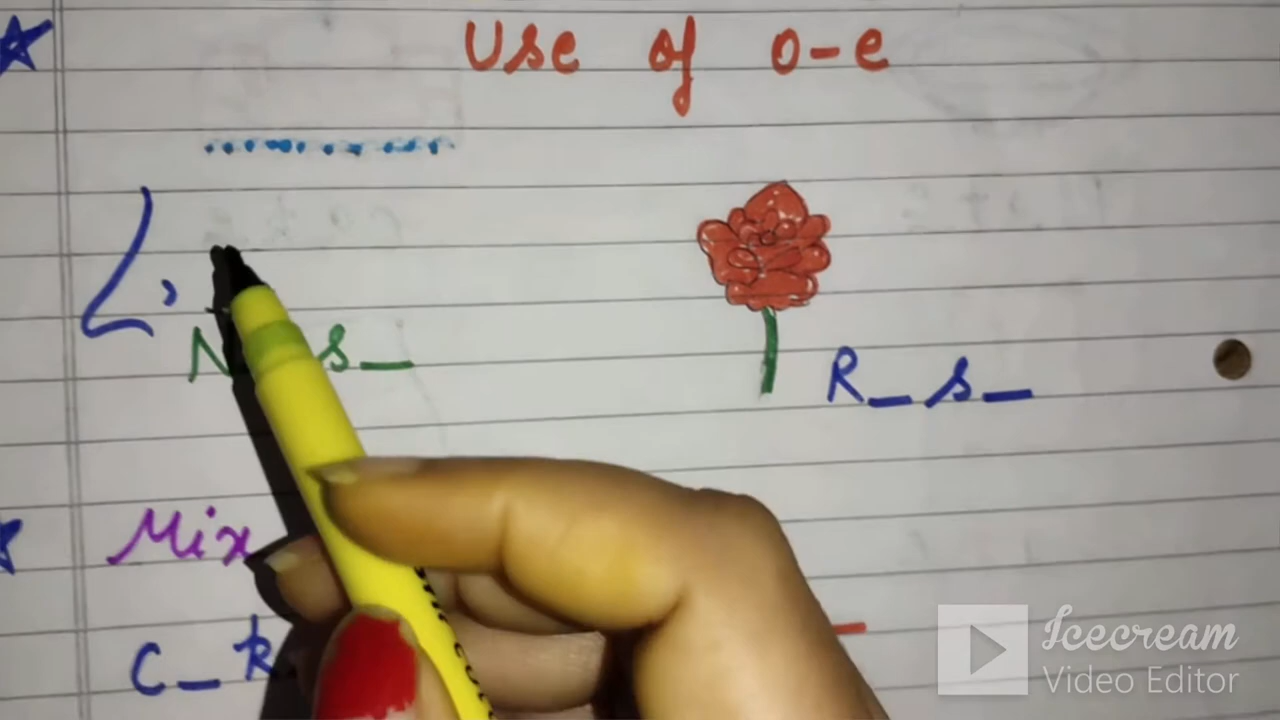 Use of o-e
R_s_
Mix
C_k
Icecream
Video Editor